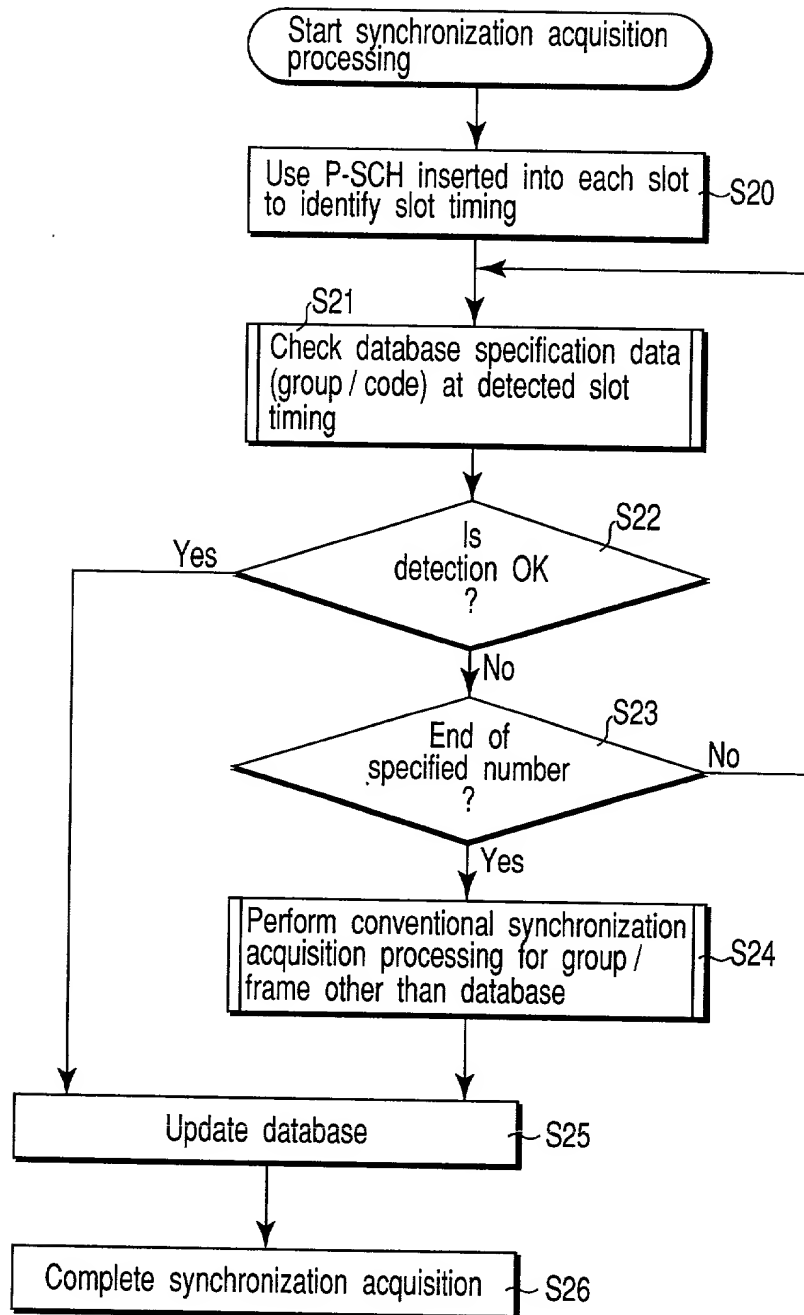 Start synchronization acquisition
processing
Use P-SCH inserted into each slot
to identify slot timing
S20
S21
Check database specification data
(group / code) at detected slot
timing
S22
Is
detection OK
?
Yes
No
S23
End of
specified number
?
No
Yes
Perform conventional synchronization
acquisition processing for group /
frame other than database
S24
Update database
S25
Complete synchronization acquisition
S26